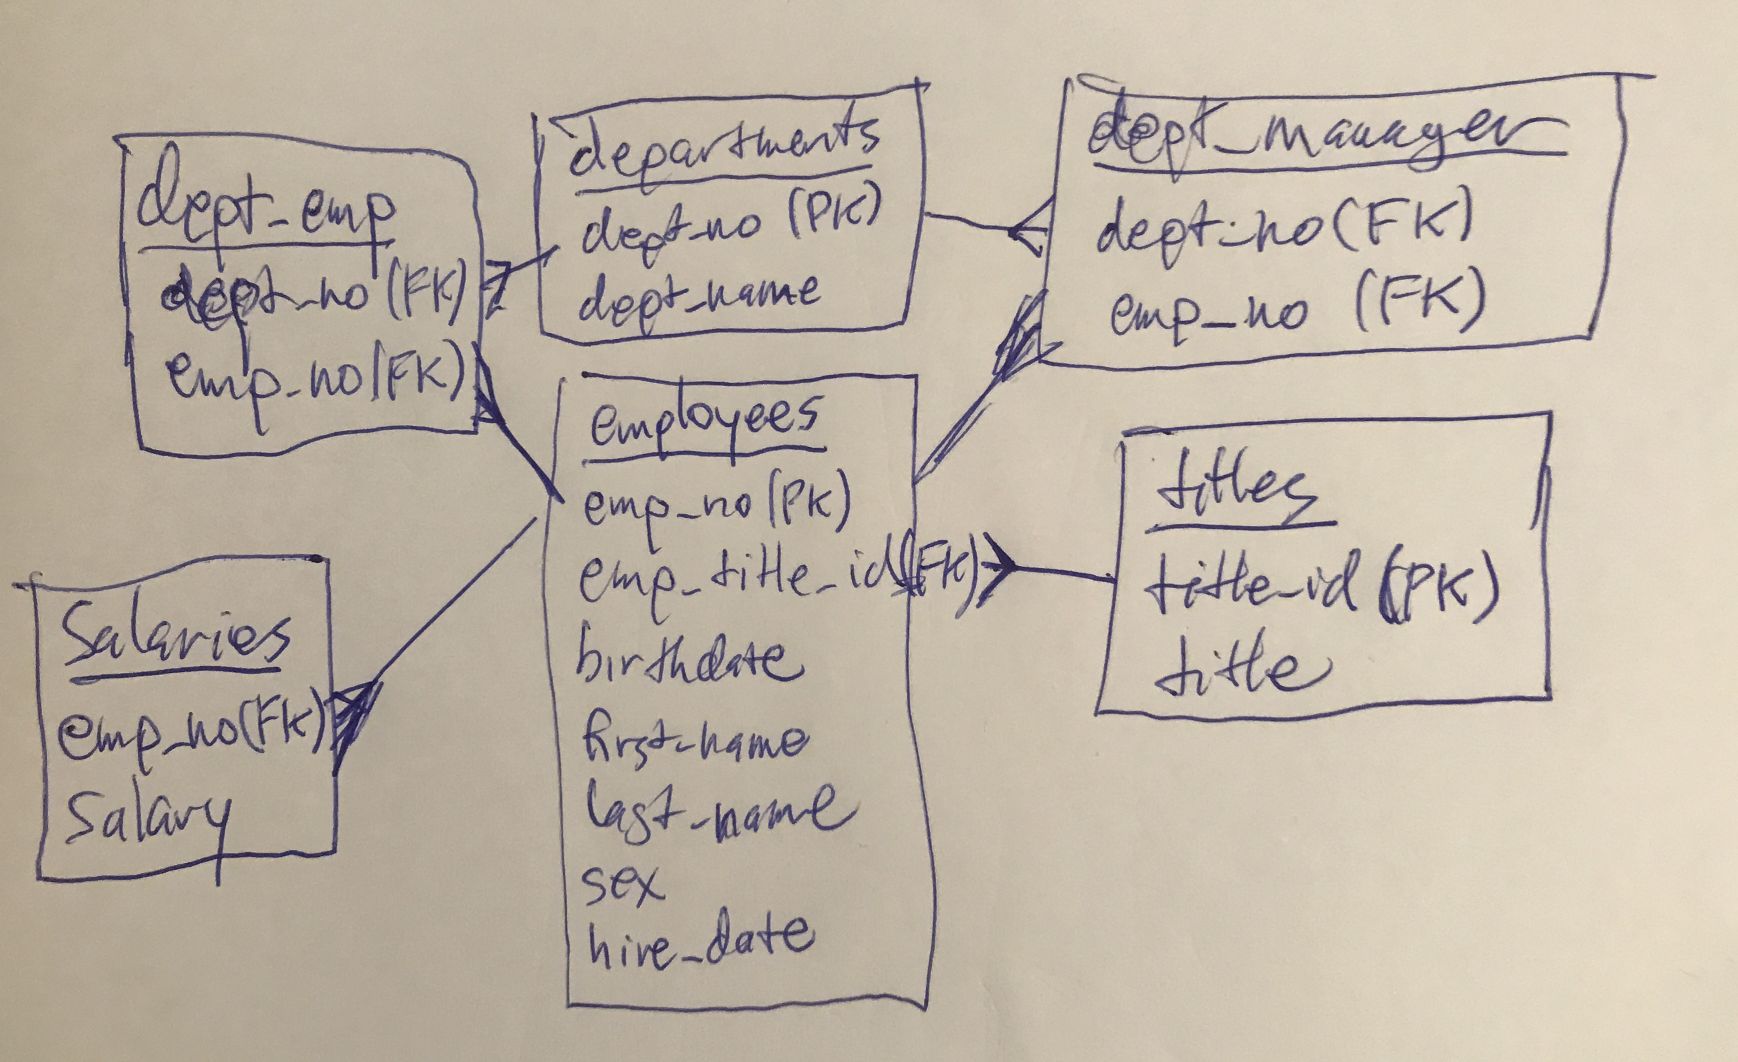 dept_emp
dept_no (FK)
emp_no (FK)
departments
dept_no (PK)
dept_name
dept_manager
dept_no (FK)
emp_no (FK)
employees
emp_no (PK)
emp_title_id (FK)
birthdate
first_name
last_name
sex
hire_date
titles
title_id (PK)
title
Salaries
emp_no (FK)
Salary